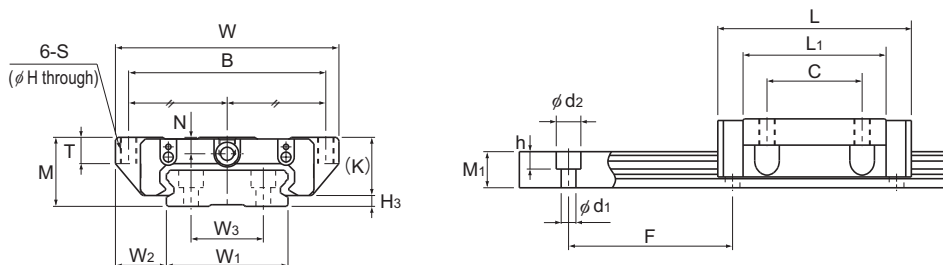 W
6-S
(φH through)
B
N
T
M
(K)
H3
W3
W2
W1
L
L1
C
φd2
h
M1
φd1
F